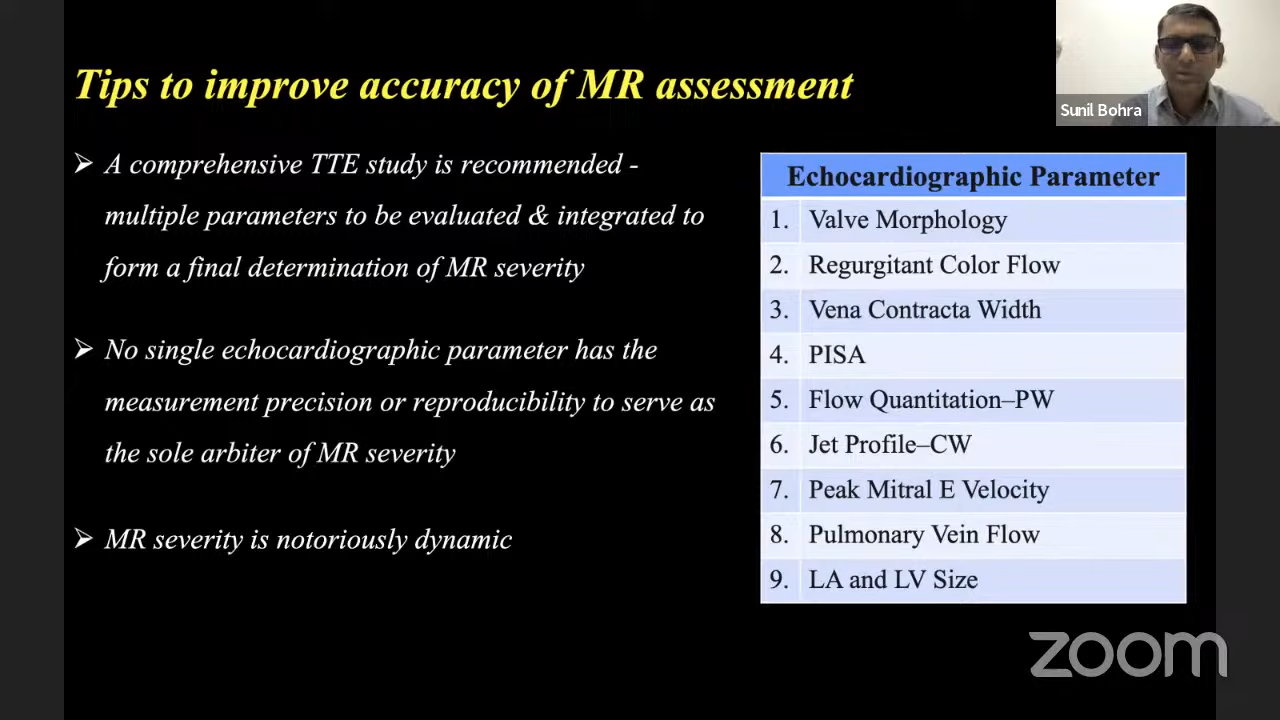 Tips to improve accuracy of MR assessment
Sunil Bohra
➤ A comprehensive TTE study is recommended -
multiple parameters to be evaluated & integrated to
form a final determination of MR severity
➤ No single echocardiographic parameter has the
measurement precision or reproducibility to serve as
the sole arbiter of MR severity
➤ MR severity is notoriously dynamic
Echocardiographic Parameter
1. Valve Morphology
2. Regurgitant Color Flow
3. Vena Contracta Width
4. PISA
5. Flow Quantitation–PW
6. Jet Profile–CW
7. Peak Mitral E Velocity
8. Pulmonary Vein Flow
9. LA and LV Size
zoom